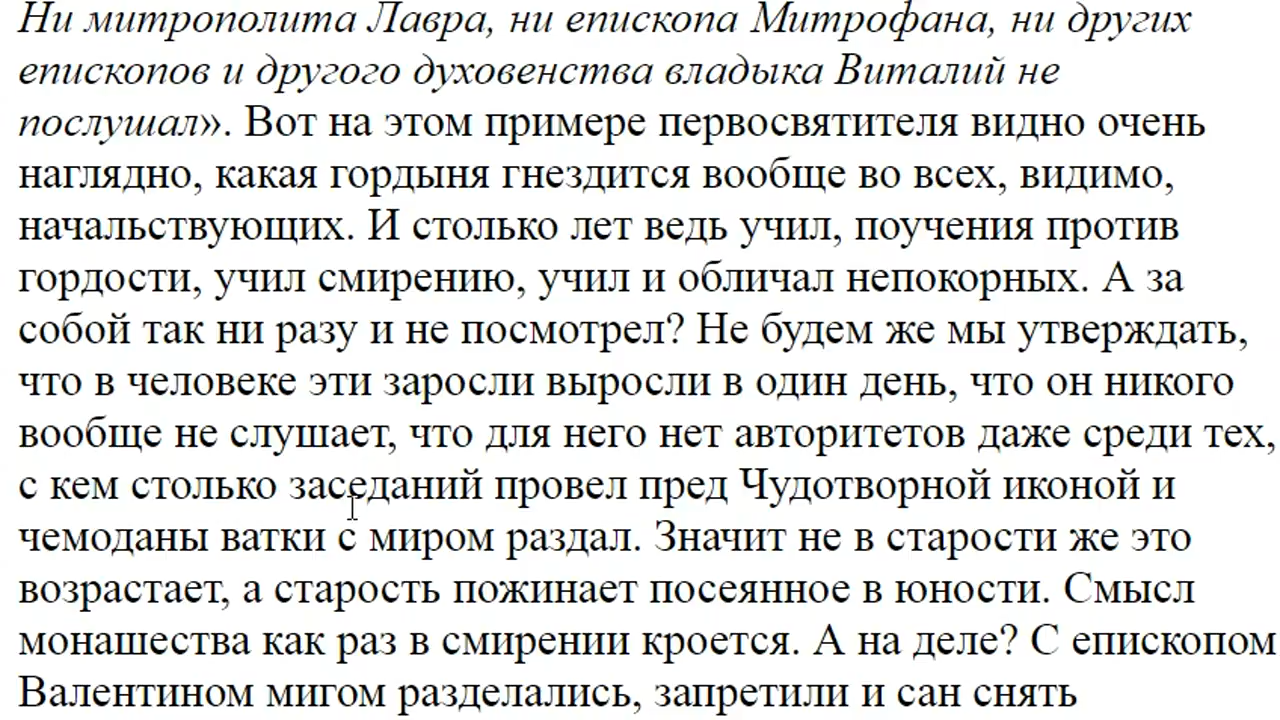 Ни митрополита Лавра, ни епископа Митрофана, ни других
епископов и другого духовенства владыка Виталий не
послушал». Вот на этом примере первосвятителя видно очень
наглядно, какая гордыня гнездится вообще во всех, видимо,
начальствующих. И столько лет ведь учил, поучения против
гордости, учил смирению, учил и обличал непокорных. А за
собой так ни разу и не посмотрел? Не будем же мы утверждать,
что в человеке эти заросли выросли в один день, что он никого
вообще не слушает, что для него нет авторитетов даже среди тех,
с кем столько заседаний провел пред Чудотворной иконой и
чемоданы ватки с миром раздал. Значит не в старости же это
возрастает, а старость пожинает посеянное в юности. Смысл
монашества как раз в смирении кроется. А на деле? С епископом
Валентином мигом разделались, запретили и сан снять